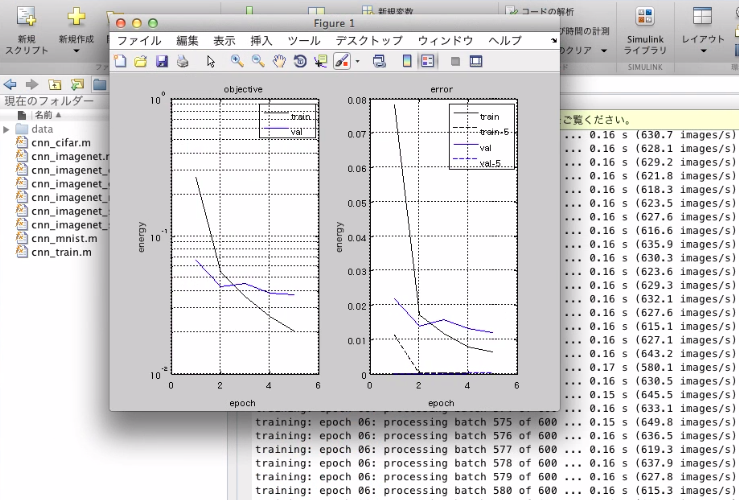 Figure 1
ファイル 編集 表示 挿入 ツール デスクトップ ウィンドウ ヘルプ
新規
スクリプト
新規作成
新規変数
コードの解析
のクリア
Simulink
ライブラリ
レイアウト
SIMULINK
現在のフォルダー
名前
data
cnn_cifar.m
cnn_imagenet.m
cnn_imagenet_
cnn_imagenet_
cnn_imagenet_
cnn_imagenet_
cnn_imagenet_
cnn_mnist.m
cnn_train.m
objective
train
val
10^0
10^-1
10^-2
energy
0 2 4 6
epoch
error
train
train-5
val
val-5
0.08
0.07
0.06
0.05
0.04
0.03
0.02
0.01
0
energy
0 2 4 6
epoch
ご覧ください。
... 0.16 s (630.7 images/s)
... 0.16 s (628.1 images/s)
... 0.16 s (629.2 images/s)
... 0.16 s (621.8 images/s)
... 0.16 s (618.3 images/s)
... 0.16 s (623.5 images/s)
... 0.16 s (627.6 images/s)
... 0.16 s (616.6 images/s)
... 0.16 s (635.9 images/s)
... 0.16 s (630.3 images/s)
... 0.16 s (623.6 images/s)
... 0.16 s (629.3 images/s)
... 0.16 s (632.1 images/s)
... 0.16 s (627.6 images/s)
... 0.16 s (615.1 images/s)
... 0.16 s (627.1 images/s)
... 0.16 s (643.2 images/s)
... 0.17 s (580.1 images/s)
... 0.16 s (630.5 images/s)
... 0.15 s (645.5 images/s)
... 0.16 s (633.1 images/s)
training: epoch 06: processing batch 575 of 600 ... 0.15 s (649.8 images/s)
training: epoch 06: processing batch 576 of 600 ... 0.16 s (636.5 images/s)
training: epoch 06: processing batch 577 of 600 ... 0.16 s (619.3 images/s)
training: epoch 06: processing batch 578 of 600 ... 0.16 s (637.9 images/s)
training: epoch 06: processing batch 579 of 600 ... 0.16 s (627.8 images/s)
training: epoch 06: processing batch 580 of 600 ... 0.16 s (615.3 images/s)